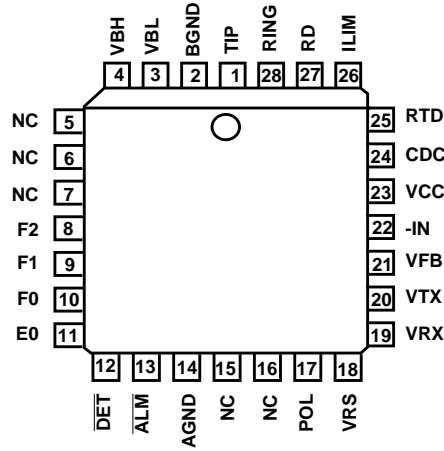 VBH VBL BGND TIP RING RD ILIM
4 3 2 1 28 27 26
NC 5 25 RTD
NC 6 24 CDC
NC 7 23 VCC
F2 8 22 -IN
F1 9 21 VFB
F0 10 20 VTX
E0 11 19 VRX
12 13 14 15 16 17 18
DET ALM AGND NC NC POL VRS